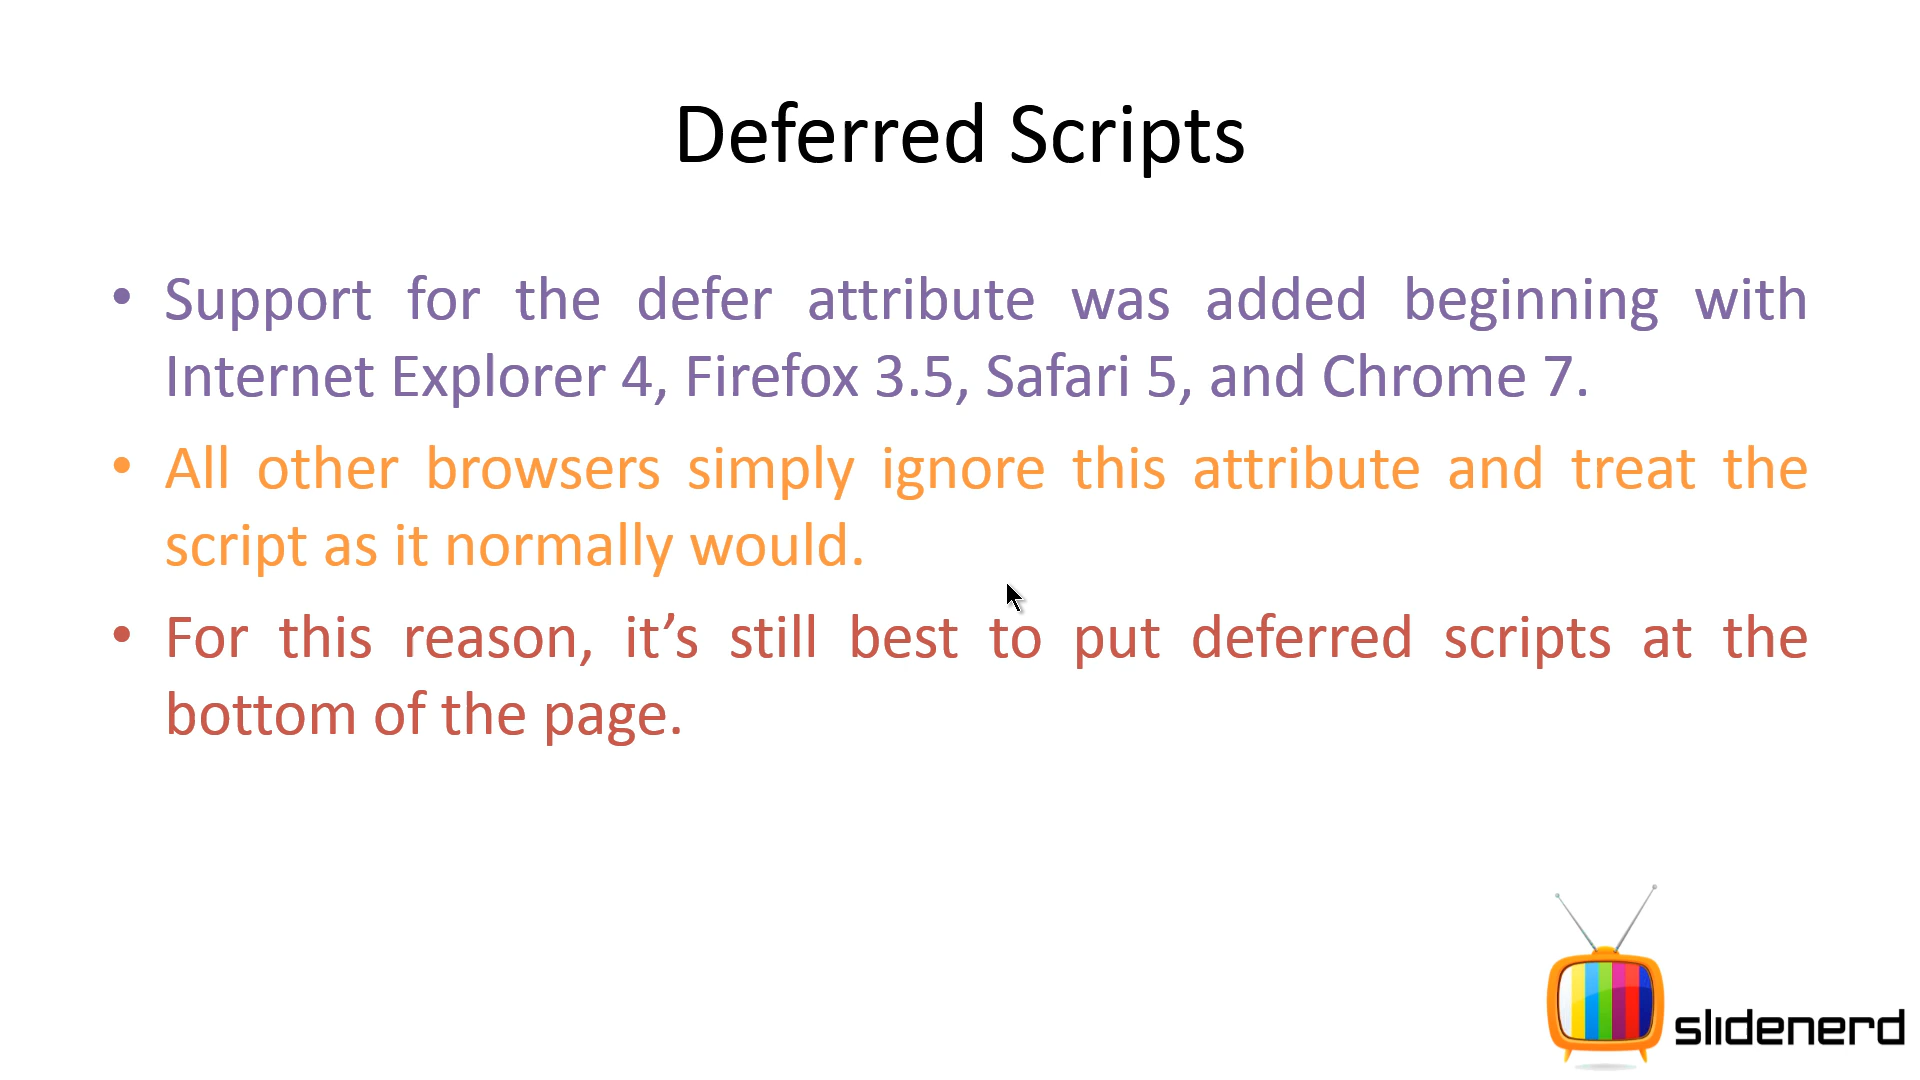 Deferred Scripts
• Support for the defer attribute was added beginning with
Internet Explorer 4, Firefox 3.5, Safari 5, and Chrome 7.
• All other browsers simply ignore this attribute and treat the
script as it normally would.
• For this reason, it’s still best to put deferred scripts at the
bottom of the page.
slidenerd